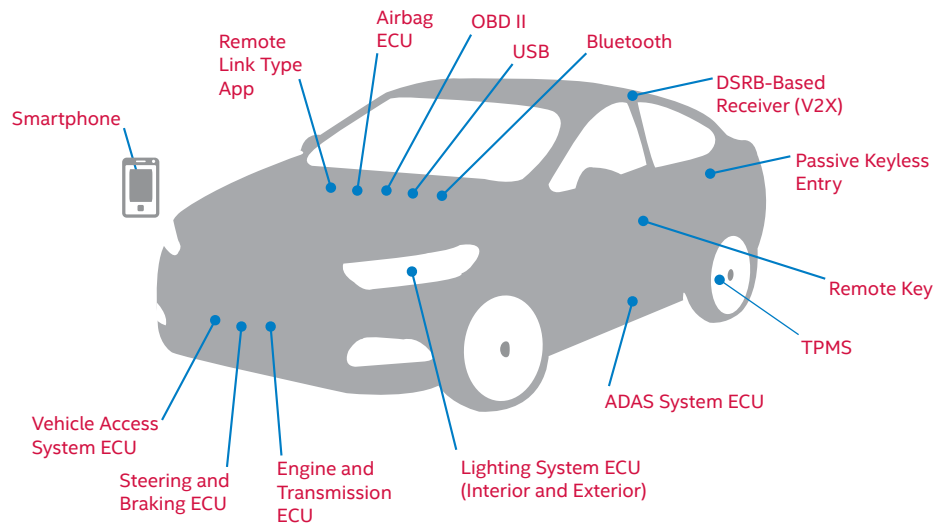 Airbag
ECU
OBD II
Remote
Link Type
App
USB
Bluetooth
DSRB-Based
Receiver (V2X)
Smartphone
Passive Keyless
Entry
Remote Key
TPMS
ADAS System ECU
Vehicle Access
System ECU
Steering and
Braking ECU
Engine and
Transmission
ECU
Lighting System ECU
(Interior and Exterior)